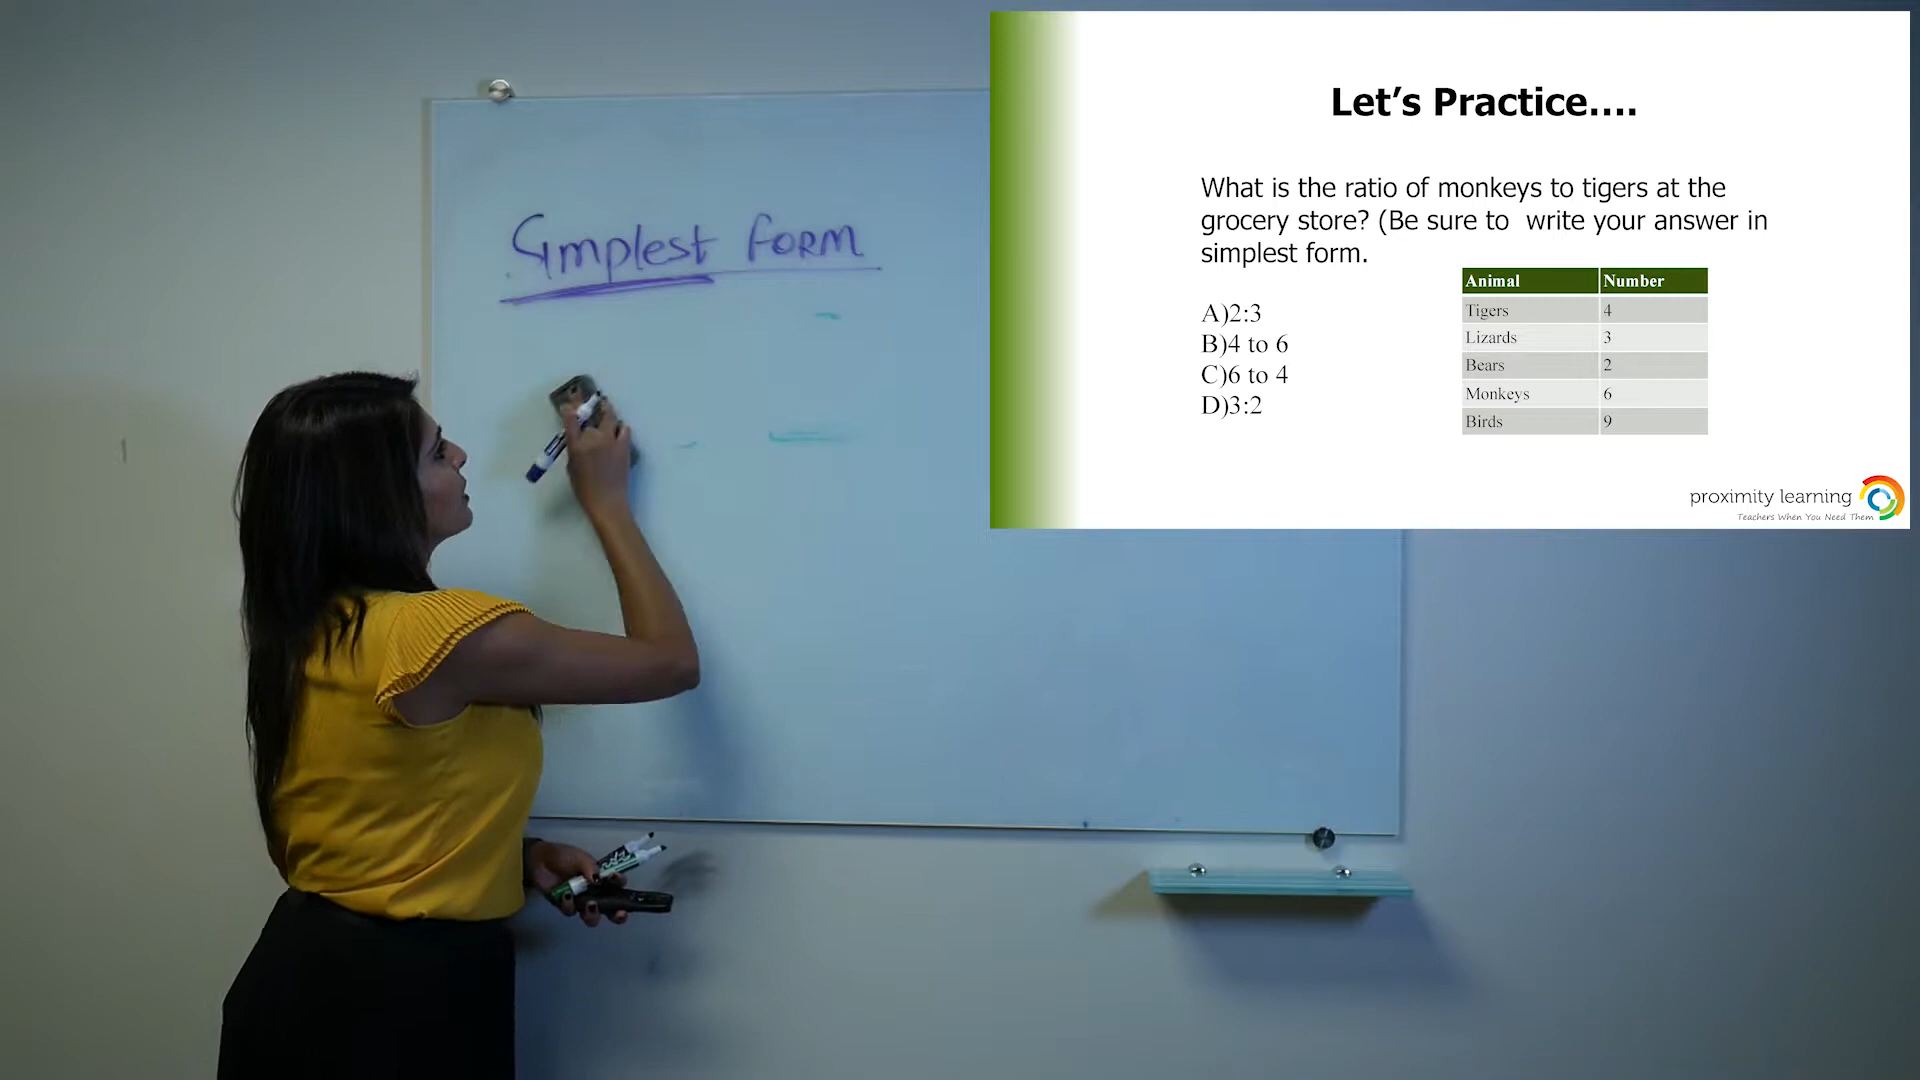 Simplest Form
Let's Practice....
What is the ratio of monkeys to tigers at the
grocery store? (Be sure to write your answer in
simplest form.
A)2:3
B)4 to 6
C)6 to 4
D)3:2
Animal Number
Tigers 4
Lizards 3
Bears 2
Monkeys 6
Birds 9
proximity learning
Teachers When You Need Them